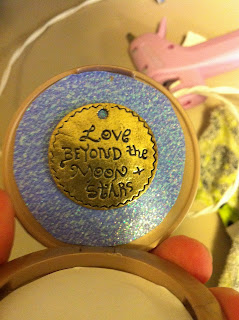 Love
BEYOND the
MOON +
STARS